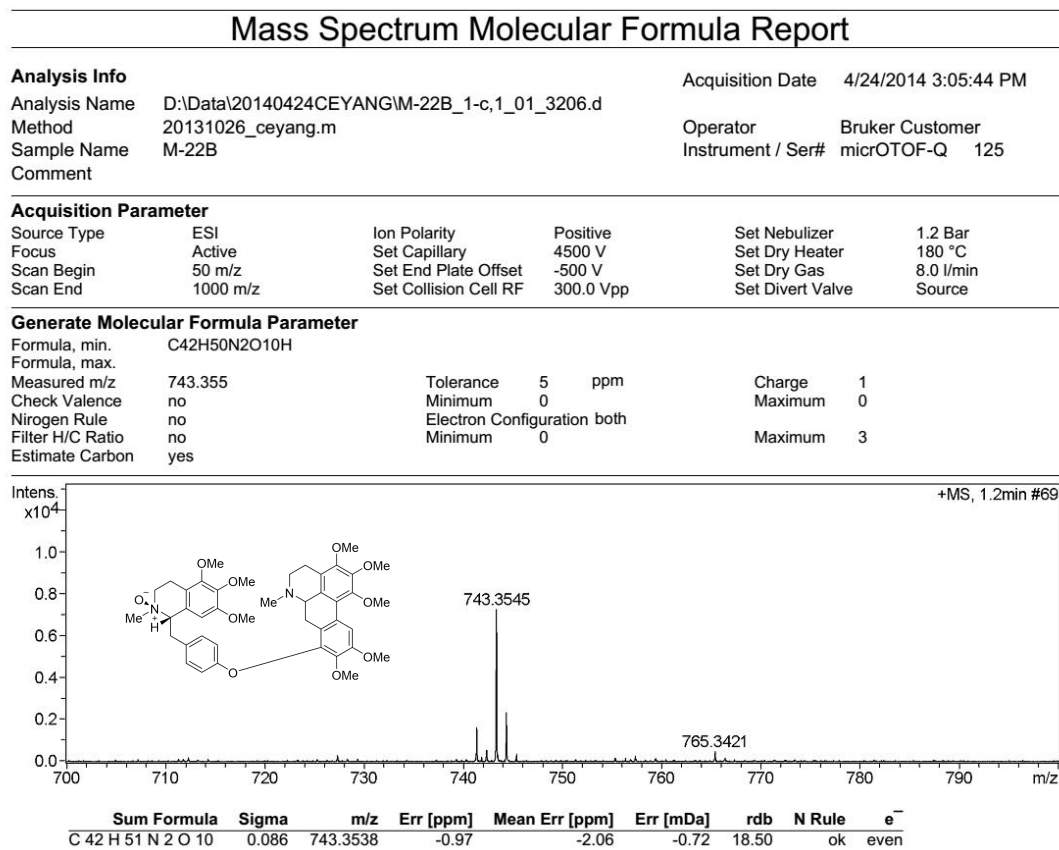 Mass Spectrum Molecular Formula Report
Analysis Info
Acquisition Date 4/24/2014 3:05:44 PM
Analysis Name D:\Data\20140424CEYANG\M-22B_1-c,1_01_3206.d
Method 20131026_ceyang.m
Operator Bruker Customer
Sample Name M-22B
Instrument / Ser# micrOTOF-Q 125
Comment
Acquisition Parameter
Source Type ESI Ion Polarity Positive Set Nebulizer 1.2 Bar
Focus Active Set Capillary 4500 V Set Dry Heater 180 °C
Scan Begin 50 m/z Set End Plate Offset -500 V Set Dry Gas 8.0 l/min
Scan End 1000 m/z Set Collision Cell RF 300.0 Vpp Set Divert Valve Source
Generate Molecular Formula Parameter
Formula, min. C42H50N2O10H
Formula, max.
Measured m/z 743.355 Tolerance 5 ppm Charge 1
Check Valence no Minimum 0 Maximum 0
Nirogen Rule no Electron Configuration both
Filter H/C Ratio no Minimum 0 Maximum 3
Estimate Carbon yes
Intens.
x10⁴
+MS, 1.2min #69
1.0
0.8
0.6
0.4
0.2
0.0
OMe
OMe
OMe
O⁻
N⁺
Me
H
O
OMe
OMe
OMe
N
Me
OMe
OMe
743.3545
765.3421
700 710 720 730 740 750 760 770 780 790 m/z
Sum Formula Sigma m/z Err [ppm] Mean Err [ppm] Err [mDa] rdb N Rule e⁻
C 42 H 51 N 2 O 10 0.086 743.3538 -0.97 -2.06 -0.72 18.50 ok even